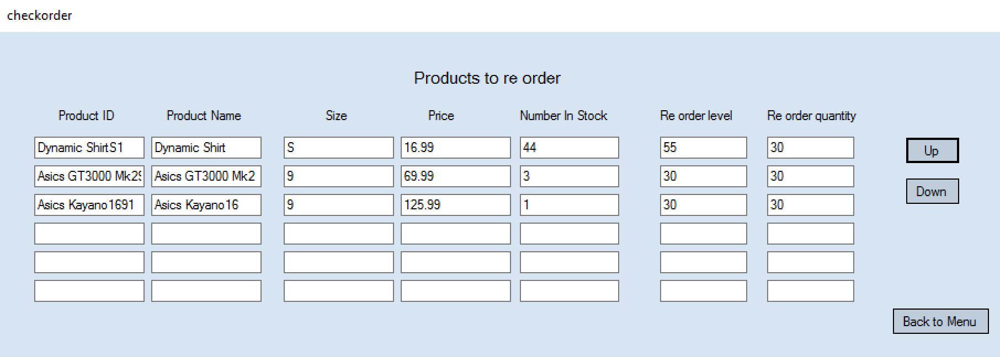 checkorder
Products to re order
Product ID Product Name Size Price Number In Stock Re order level Re order quantity
Dynamic ShirtS1 Dynamic Shirt S 16.99 44 55 30 Up
Asics GT3000 Mk2 Asics GT3000 Mk2 9 69.99 3 30 30
Down
Asics Kayano1691 Asics Kayano16 9 125.99 1 30 30
Back to Menu